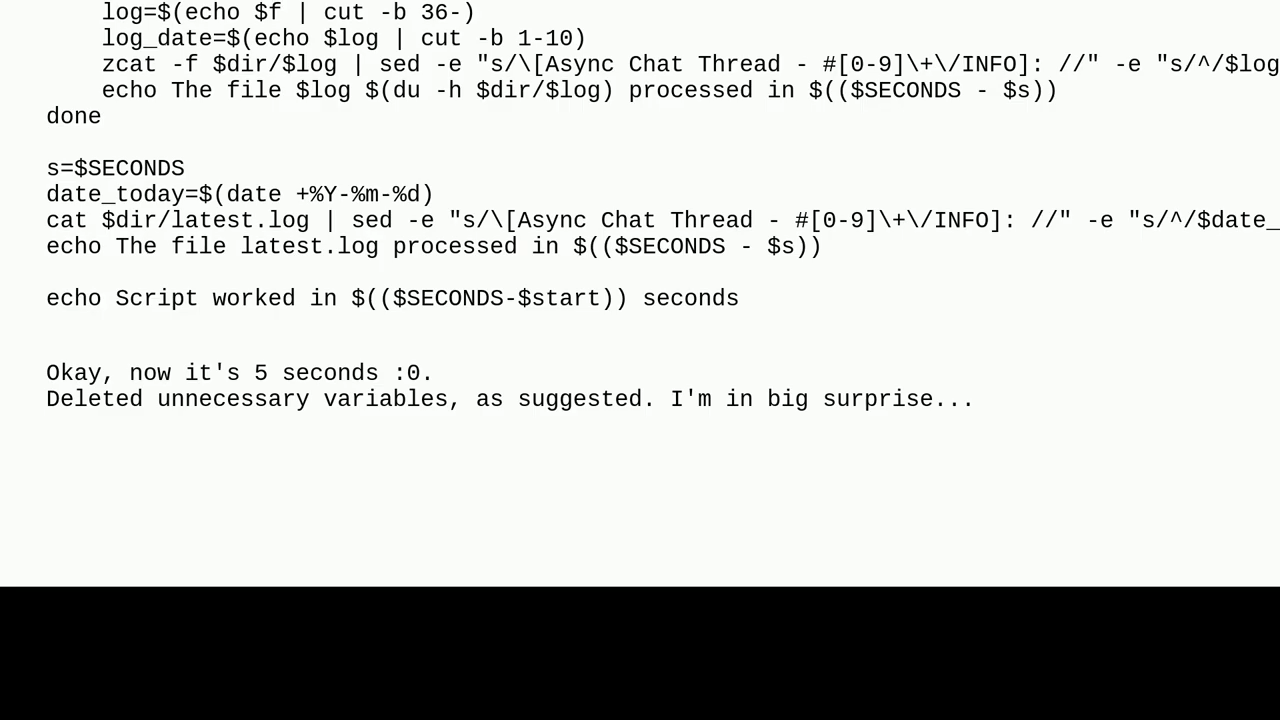 log=$(echo $f | cut -b 36-)
log_date=$(echo $log | cut -b 1-10)
zcat -f $dir/$log | sed -e "s/\[Async Chat Thread - #[0-9]\+\/INFO]: //" -e "s/^/$log
echo The file $log $(du -h $dir/$log) processed in $(($SECONDS - $s))
done
s=$SECONDS
date_today=$(date +%Y-%m-%d)
cat $dir/latest.log | sed -e "s/\[Async Chat Thread - #[0-9]\+\/INFO]: //" -e "s/^/$date_
echo The file latest.log processed in $(($SECONDS - $s))
echo Script worked in $(($SECONDS-$start)) seconds
Okay, now it's 5 seconds :0.
Deleted unnecessary variables, as suggested. I'm in big surprise...